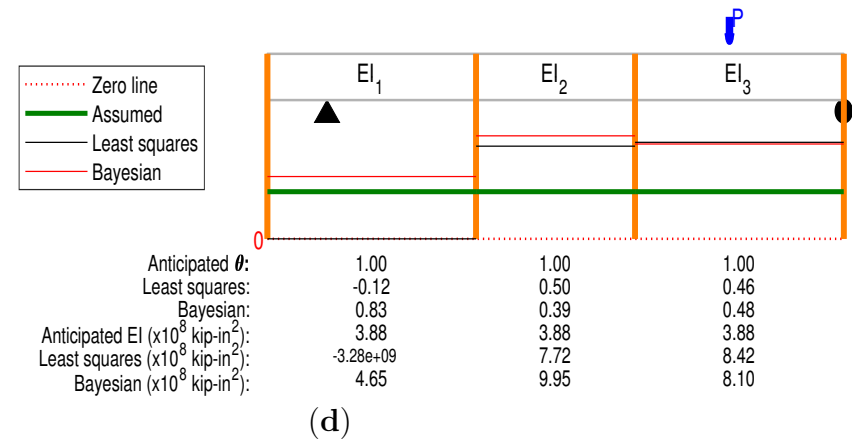 P
EI1 EI2 EI3
Zero line
Assumed
Least squares
Bayesian
0
Anticipated θ: 1.00 1.00 1.00
Least squares: -0.12 0.50 0.46
Bayesian: 0.83 0.39 0.48
Anticipated EI (x10^8 kip-in^2): 3.88 3.88 3.88
Least squares (x10^8 kip-in^2): -3.28e+09 7.72 8.42
Bayesian (x10^8 kip-in^2): 4.65 9.95 8.10
(d)